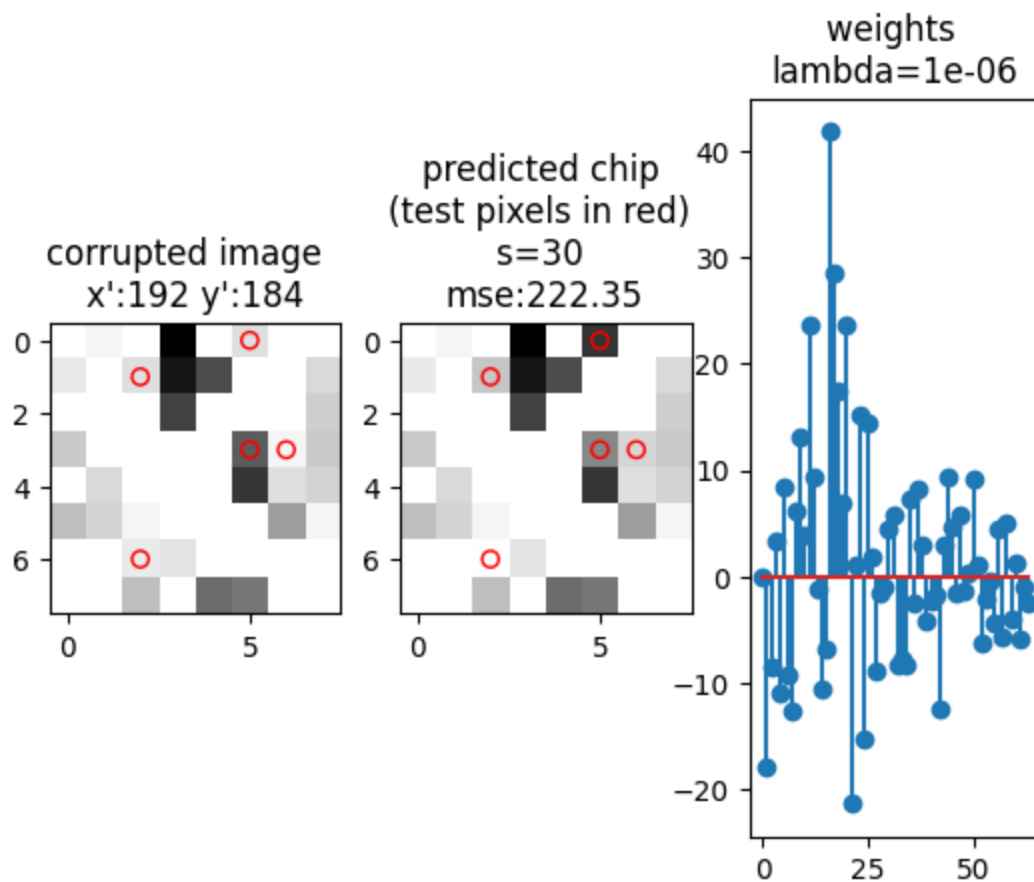 weights
lambda=1e-06
predicted chip
(test pixels in red)
s=30
mse:222.35
corrupted image
x':192 y':184
0
2
4
6
0 5
0
2
4
6
0 5
40
30
20
10
0
−10
−20
0 25 50